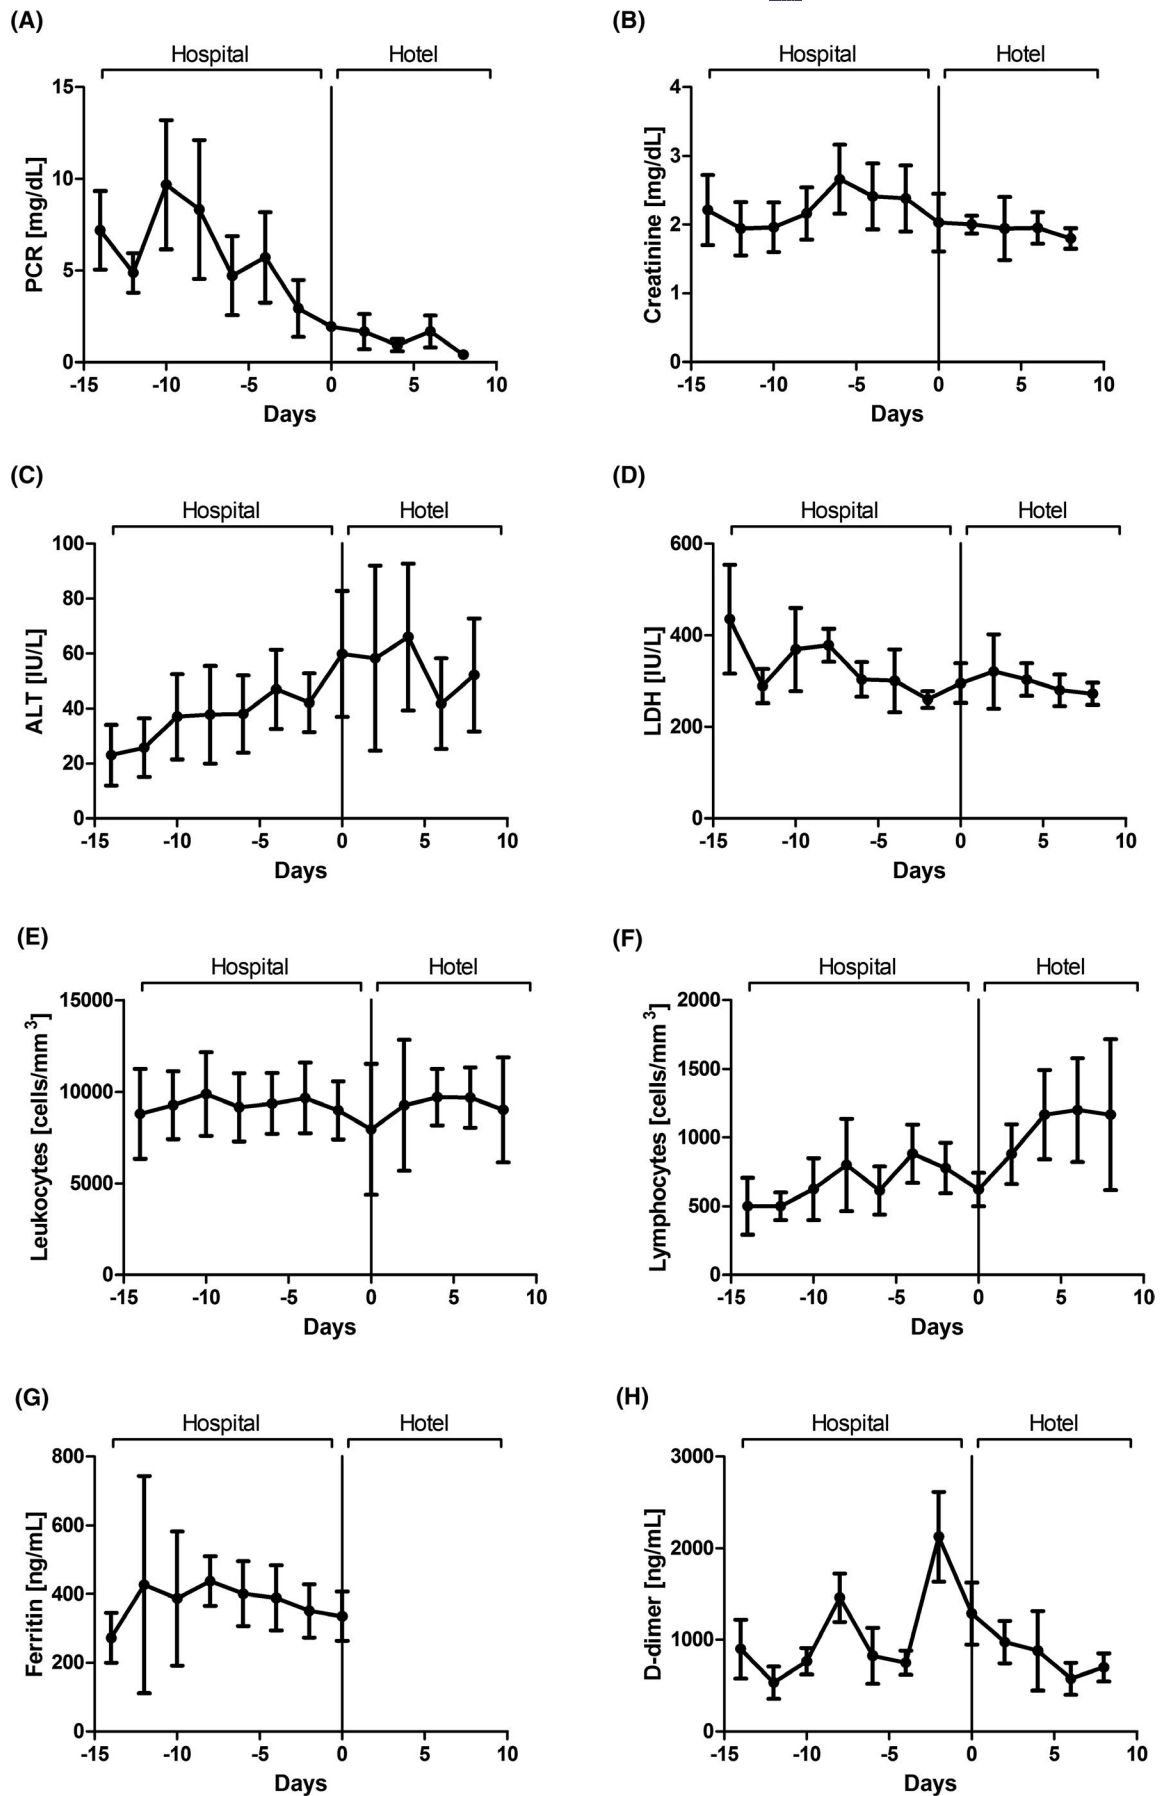 (A)
Hospital Hotel
15
10
5
0
PCR [mg/dL]
-15 -10 -5 0 5 10
Days
(B)
Hospital Hotel
4
3
2
1
0
Creatinine [mg/dL]
-15 -10 -5 0 5 10
Days
(C)
Hospital Hotel
100
80
60
40
20
0
ALT [IU/L]
-15 -10 -5 0 5 10
Days
(D)
Hospital Hotel
600
400
200
0
LDH [IU/L]
-15 -10 -5 0 5 10
Days
(E)
Hospital Hotel
15000
10000
5000
0
Leukocytes [cells/mm³]
-15 -10 -5 0 5 10
Days
(F)
Hospital Hotel
2000
1500
1000
500
0
Lymphocytes [cells/mm³]
-15 -10 -5 0 5 10
Days
(G)
Hospital Hotel
800
600
400
200
0
Ferritin [ng/mL]
-15 -10 -5 0 5 10
Days
(H)
Hospital Hotel
3000
2000
1000
0
D-dimer [ng/mL]
-15 -10 -5 0 5 10
Days